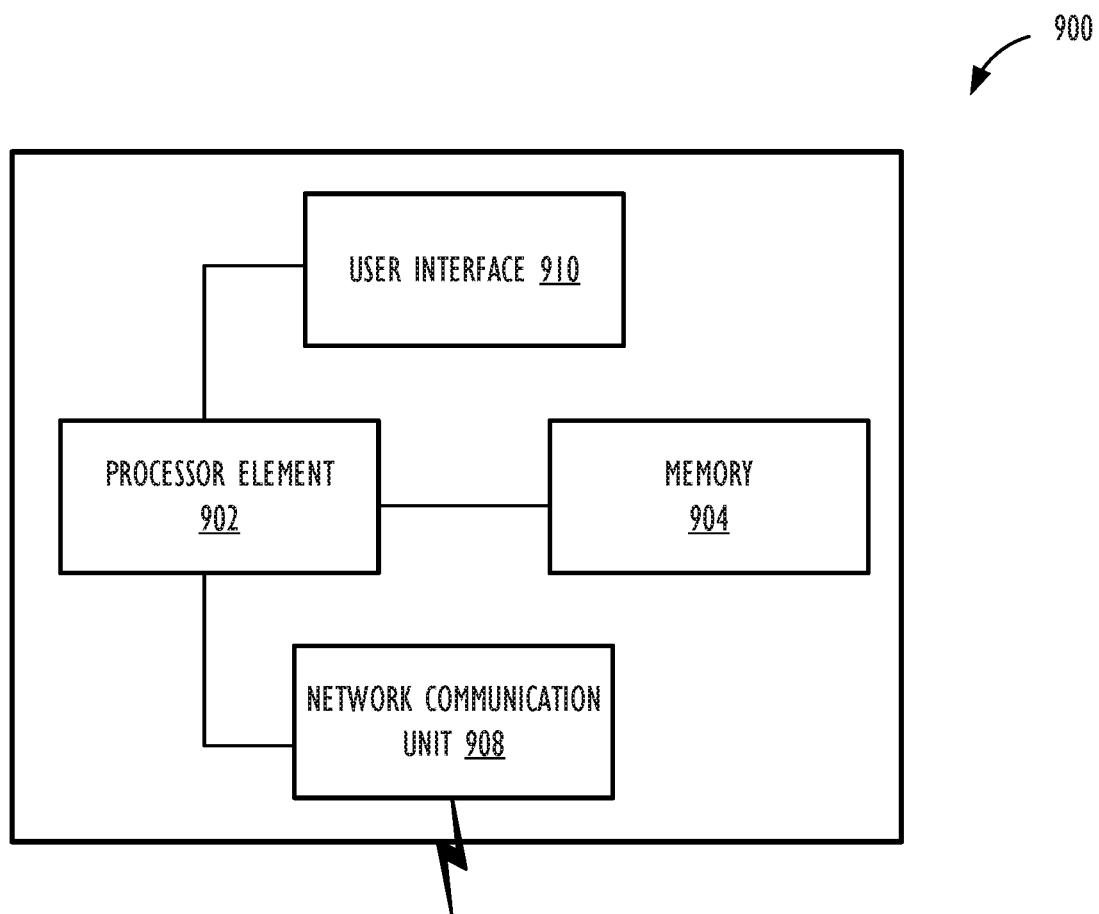 900
USER INTERFACE 910
PROCESSOR ELEMENT
902
MEMORY
904
NETWORK COMMUNICATION
UNIT 908